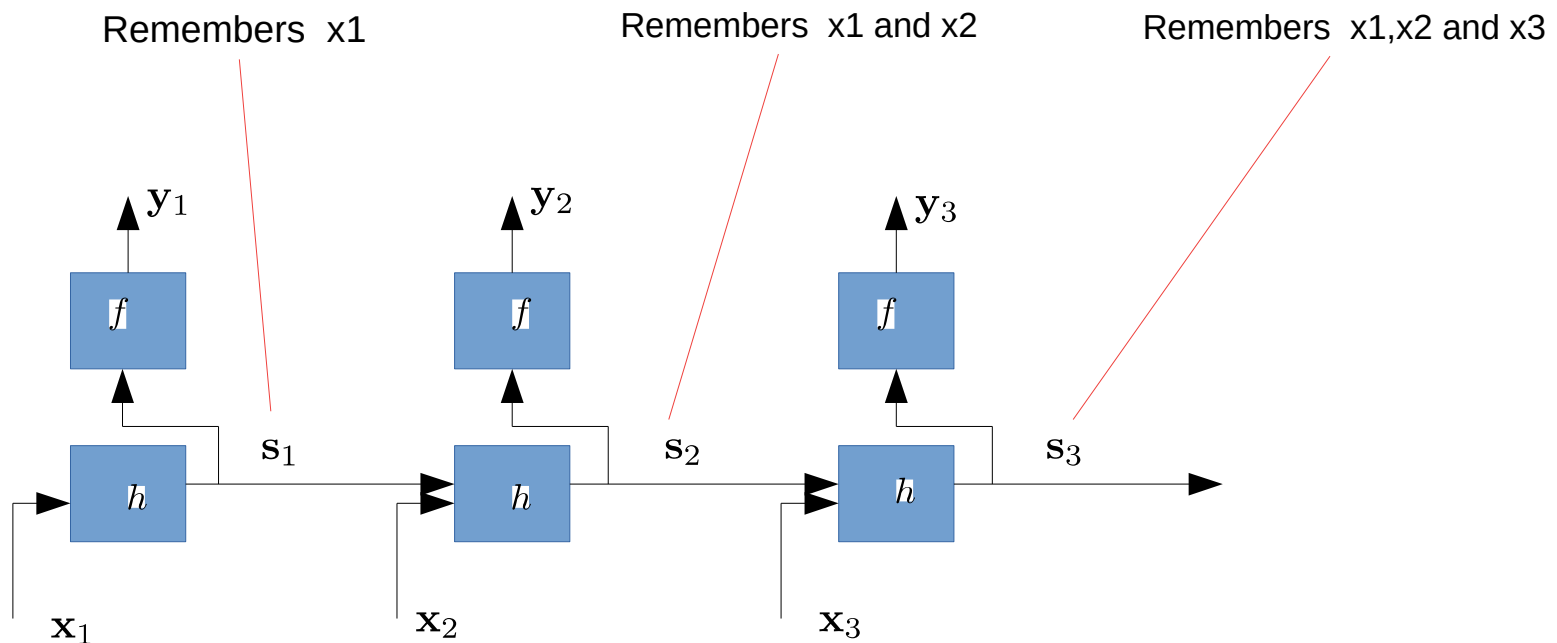 Remembers x1
Remembers x1 and x2
Remembers x1,x2 and x3
y₁
y₂
y₃
f
f
f
s₁
s₂
s₃
h
h
h
x₁
x₂
x₃